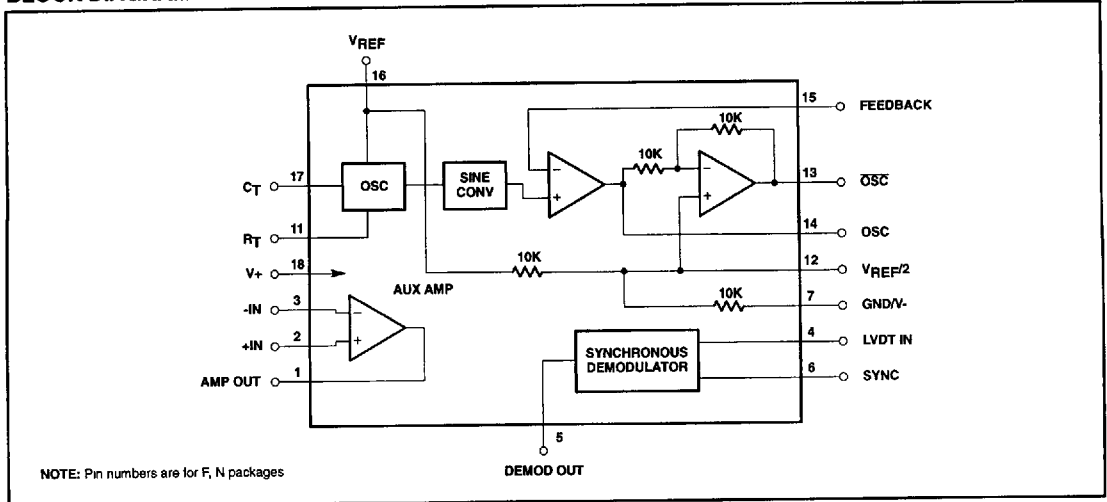 VREF
16
15 FEEDBACK
10K
10K
17
CT
OSC
SINE
CONV
−
+
−
+
13 OSC
11
RT
14 OSC
10K
12 VREF/2
18
V+
AUX AMP
10K
7 GND/V-
3
-IN
−
2
+IN
+
4 LVDT IN
SYNCHRONOUS
DEMODULATOR
6 SYNC
1
AMP OUT
5
DEMOD OUT
NOTE: Pin numbers are for F, N packages